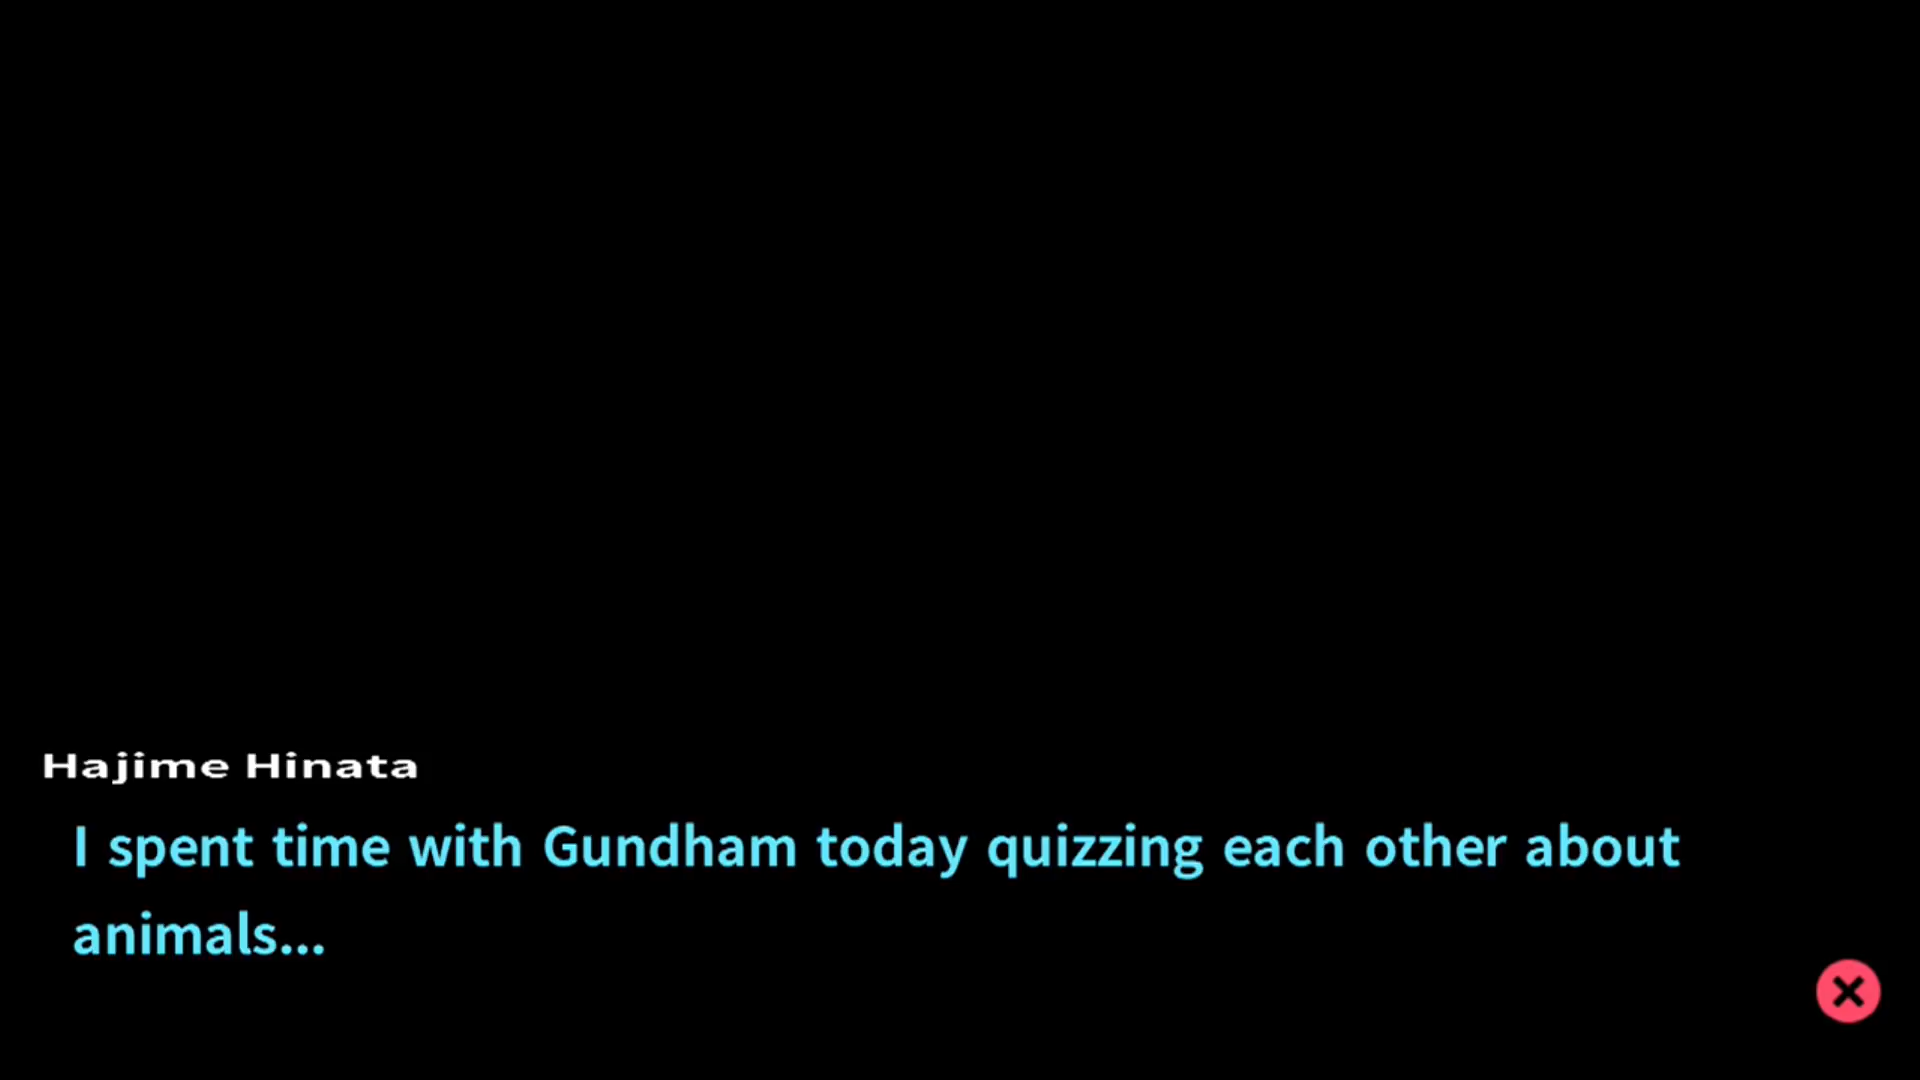 Hajime Hinata
I spent time with Gundham today quizzing each other about
animals...